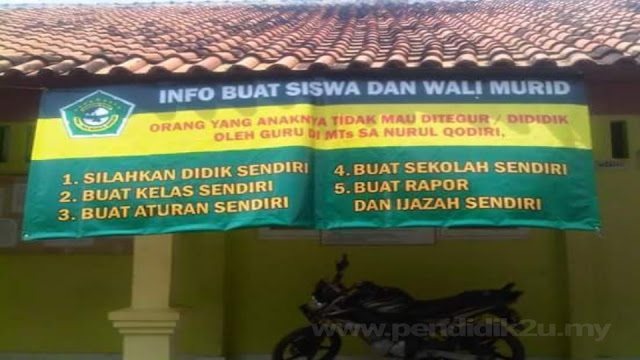 INFO BUAT SISWA DAN WALI MURID
ORANG YANG ANAKNYA TIDAK MAU DITEGUR / DIDIDIK
OLEH GURU DI MTs SA NURUL QODIRI,
1. SILAHKAN DIDIK SENDIRI
2. BUAT KELAS SENDIRI
3. BUAT ATURAN SENDIRI
4. BUAT SEKOLAH SENDIRI
5. BUAT RAPOR
DAN IJAZAH SENDIRI
www.pendidik2u.my